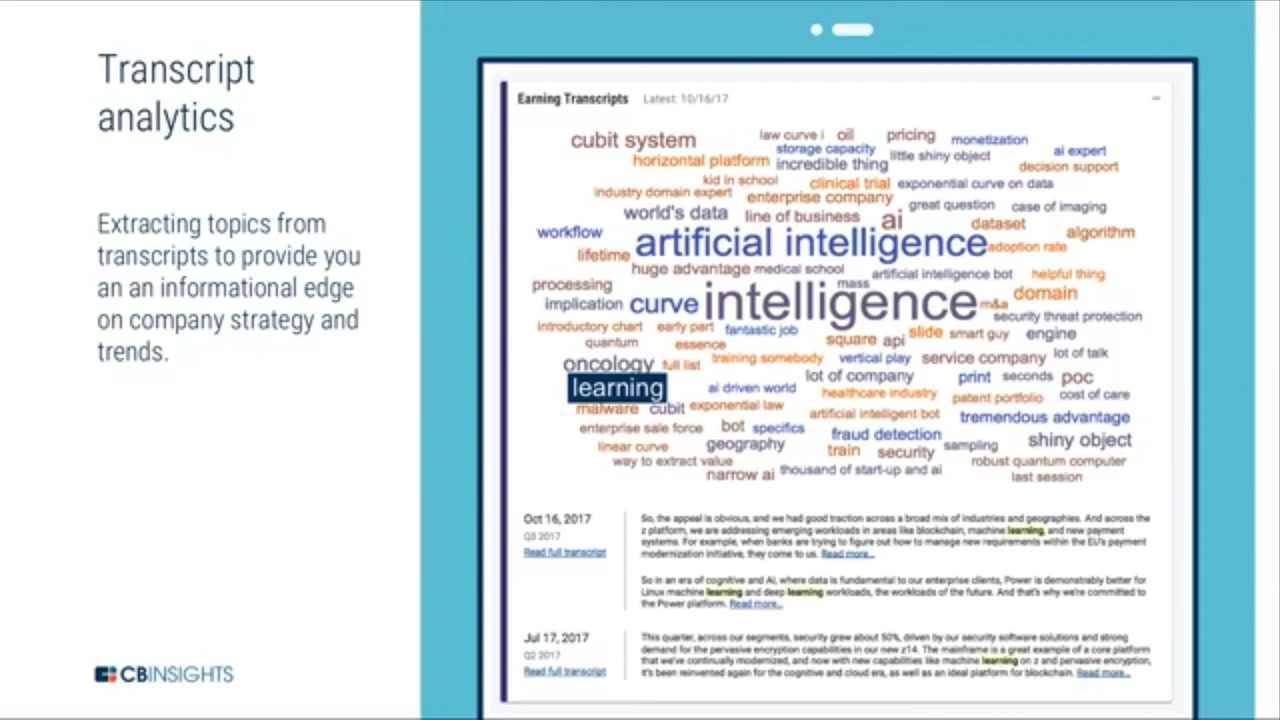 Transcript
analytics
Extracting topics from
transcripts to provide you
an an informational edge
on company strategy and
trends.
CBINSIGHTS
Earning Transcripts Latest: 10/16/17
cubit system law curve i oil pricing monetization
storage capacity ai expert
horizontal platform incredible thing little shiny object decision support
kid in school clinical trial exponential curve on data
industry domain expert enterprise company
world's data line of business ai great question case of imaging
workflow dataset algorithm
lifetime artificial intelligence adoption rate
huge advantage medical school artificial intelligence bot helpful thing
processing mass domain
implication curve intelligence m&a security threat protection
introductory chart early part fantastic job square api slide smart guy engine
quantum essence
oncology full list training somebody vertical play service company lot of talk
learning ai driven world lot of company print seconds poc
healthcare industry patent portfolio cost of care
malware cubit exponential law artificial intelligent bot tremendous advantage
enterprise sale force bot specifics fraud detection sampling shiny object
linear curve geography train security
way to extract value robust quantum computer
narrow ai thousand of start-up and ai last session
Oct 16, 2017
Q3 2017
Read full transcript
So, the appeal is obvious, and we had good traction across a broad mix of industries and geographies. And across the
z platform, we are addressing emerging workloads in areas like blockchain, machine learning, and new payment
systems. For example, when banks are trying to figure out how to manage new requirements within the EU's payment
modernization initiative, they come to us. Read more...
So in an era of cognitive and AI, where data is fundamental to our enterprise clients, Power is demonstrably better for
Linux machine learning and deep learning workloads, the workloads of the future. And that's why we're committed to
the Power platform. Read more...
Jul 17, 2017
Q2 2017
Read full transcript
This quarter, across our segments, security grew about 50%, driven by our security software solutions and strong
demand for the pervasive encryption capabilities in our new z14. The mainframe is a great example of a core platform
that we've continually modernized, and now with new capabilities like machine learning on z and pervasive encryption,
it's been reinvented again for the cognitive and cloud era, as well as an ideal platform for blockchain. Read more...